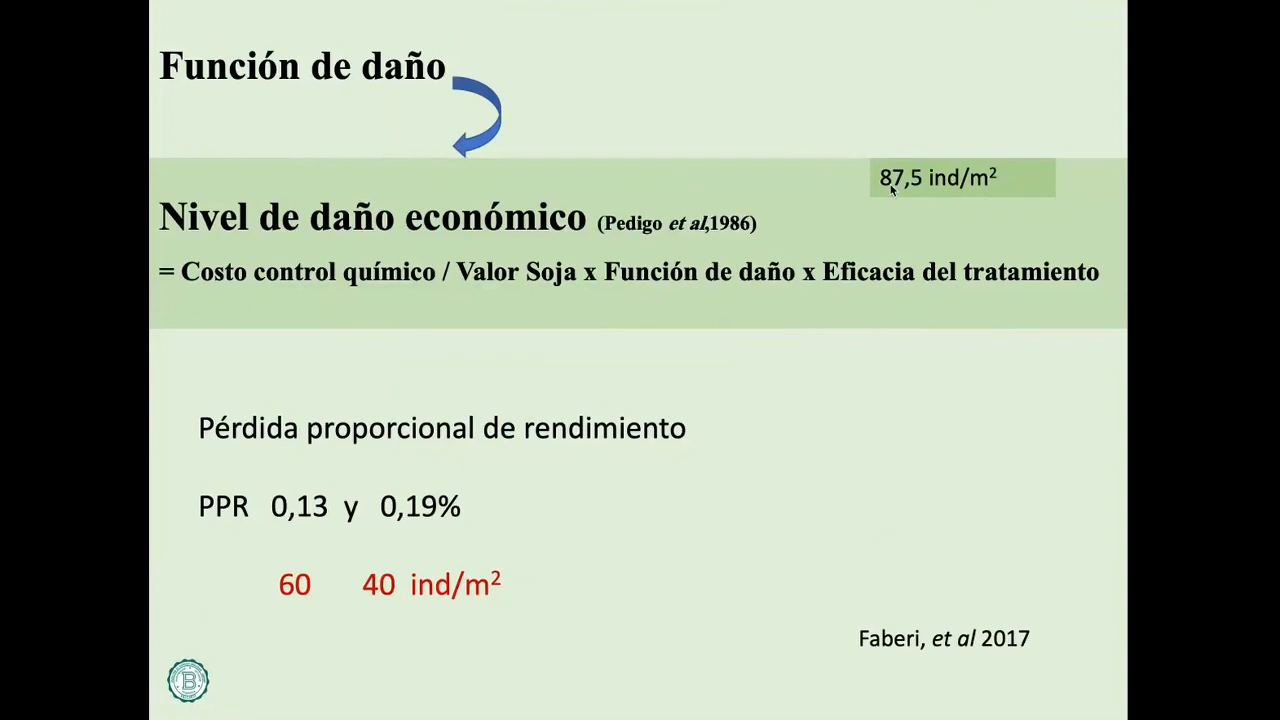 Función de daño
87,5 ind/m²
Nivel de daño económico (Pedigo et al,1986)
= Costo control químico / Valor Soja x Función de daño x Eficacia del tratamiento
Pérdida proporcional de rendimiento
PPR 0,13 y 0,19%
60 40 ind/m²
Faberi, et al 2017
B